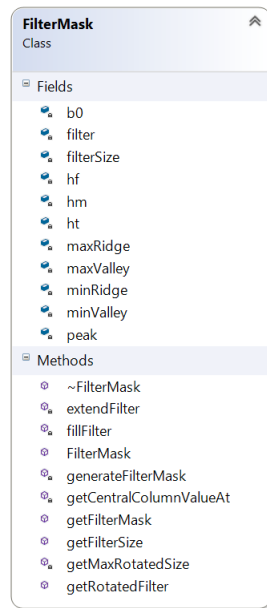 FilterMask
Class
Fields
b0
filter
filterSize
hf
hm
ht
maxRidge
maxValley
minRidge
minValley
peak
Methods
~FilterMask
extendFilter
fillFilter
FilterMask
generateFilterMask
getCentralColumnValueAt
getFilterMask
getFilterSize
getMaxRotatedSize
getRotatedFilter